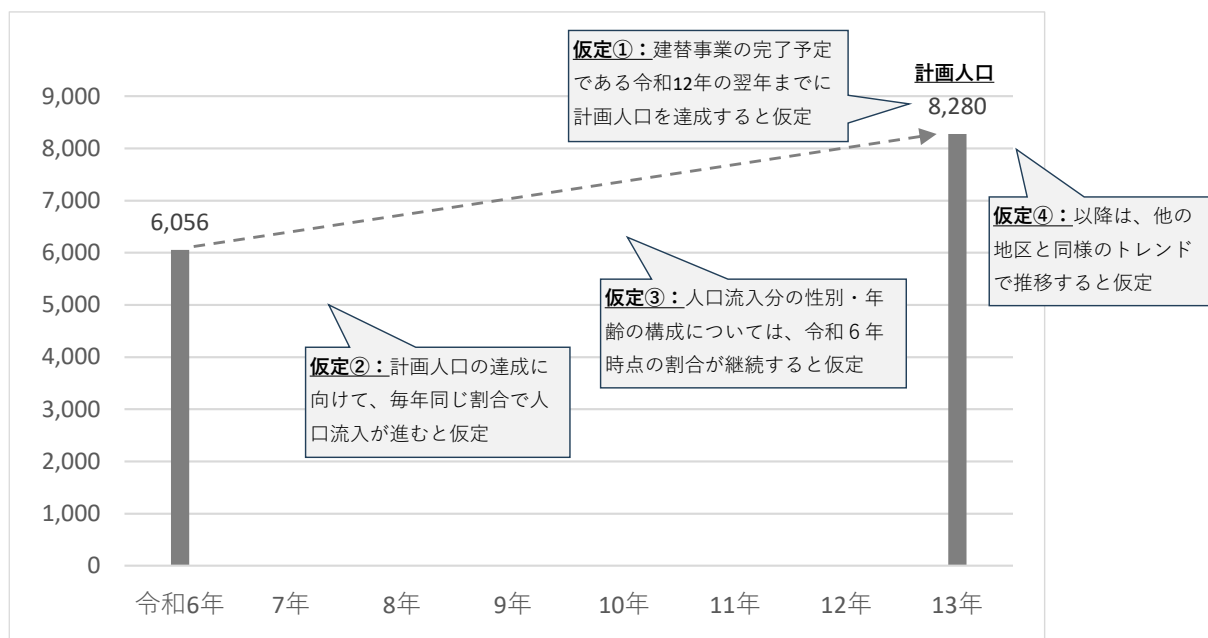 仮定①：建替事業の完了予定
である令和12年の翌年までに
計画人口を達成すると仮定
計画人口
8,280
9,000
8,000
7,000
6,000
5,000
4,000
3,000
2,000
1,000
0
6,056
仮定④：以降は、他の
地区と同様のトレンド
で推移すると仮定
仮定③：人口流入分の性別・年
齢の構成については、令和６年
時点の割合が継続すると仮定
仮定②：計画人口の達成に
向けて、毎年同じ割合で人
口流入が進むと仮定
令和6年 7年 8年 9年 10年 11年 12年 13年